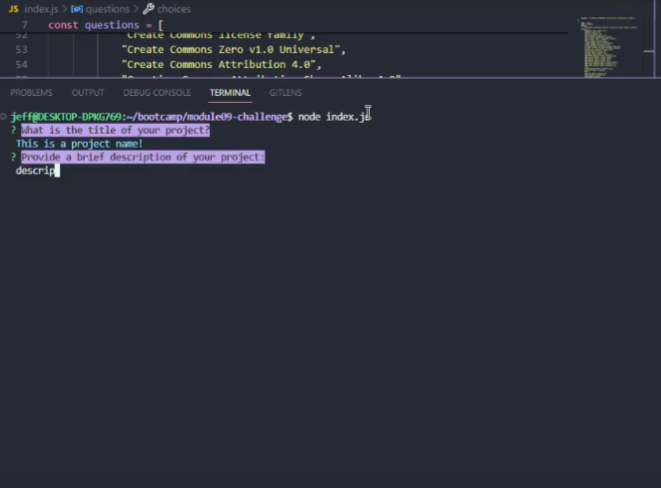 JS index.js > questions > choices
7 const questions = [
52 "Create Commons license family",
53 "Create Commons Zero v1.0 Universal",
54 "Create Commons Attribution 4.0",
PROBLEMS OUTPUT DEBUG CONSOLE TERMINAL GITLENS
jeff@DESKTOP-DPKG769:~/bootcamp/module09-challenge$ node index.js
? What is the title of your project?
This is a project name!
? Provide a brief description of your project:
descrip